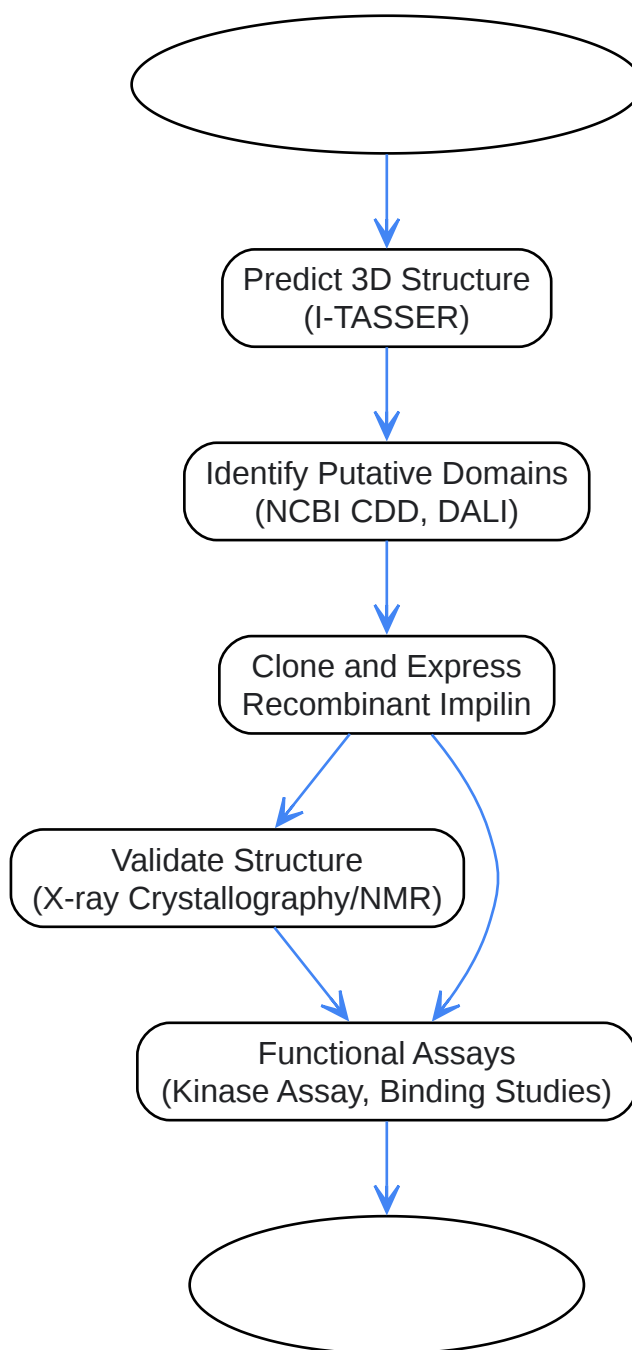 Predict 3D Structure
(I-TASSER)
Identify Putative Domains
(NCBI CDD, DALI)
Clone and Express
Recombinant Impilin
Validate Structure
(X-ray Crystallography/NMR)
Functional Assays
(Kinase Assay, Binding Studies)